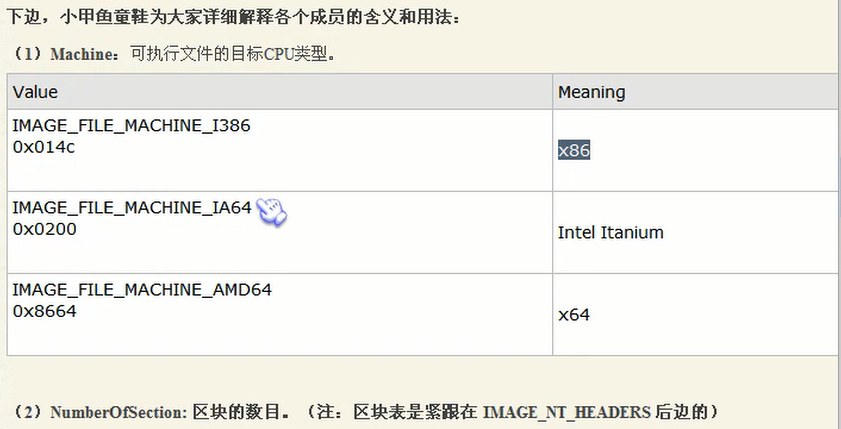 下边，小甲鱼童鞋为大家详细解释各个成员的含义和用法：
（1）Machine：可执行文件的目标CPU类型。
Value Meaning
IMAGE_FILE_MACHINE_I386
0x014c
x86
IMAGE_FILE_MACHINE_IA64
0x0200
Intel Itanium
IMAGE_FILE_MACHINE_AMD64
0x8664
x64
（2）NumberOfSection: 区块的数目。（注：区块表是紧跟在 IMAGE_NT_HEADERS 后边的）